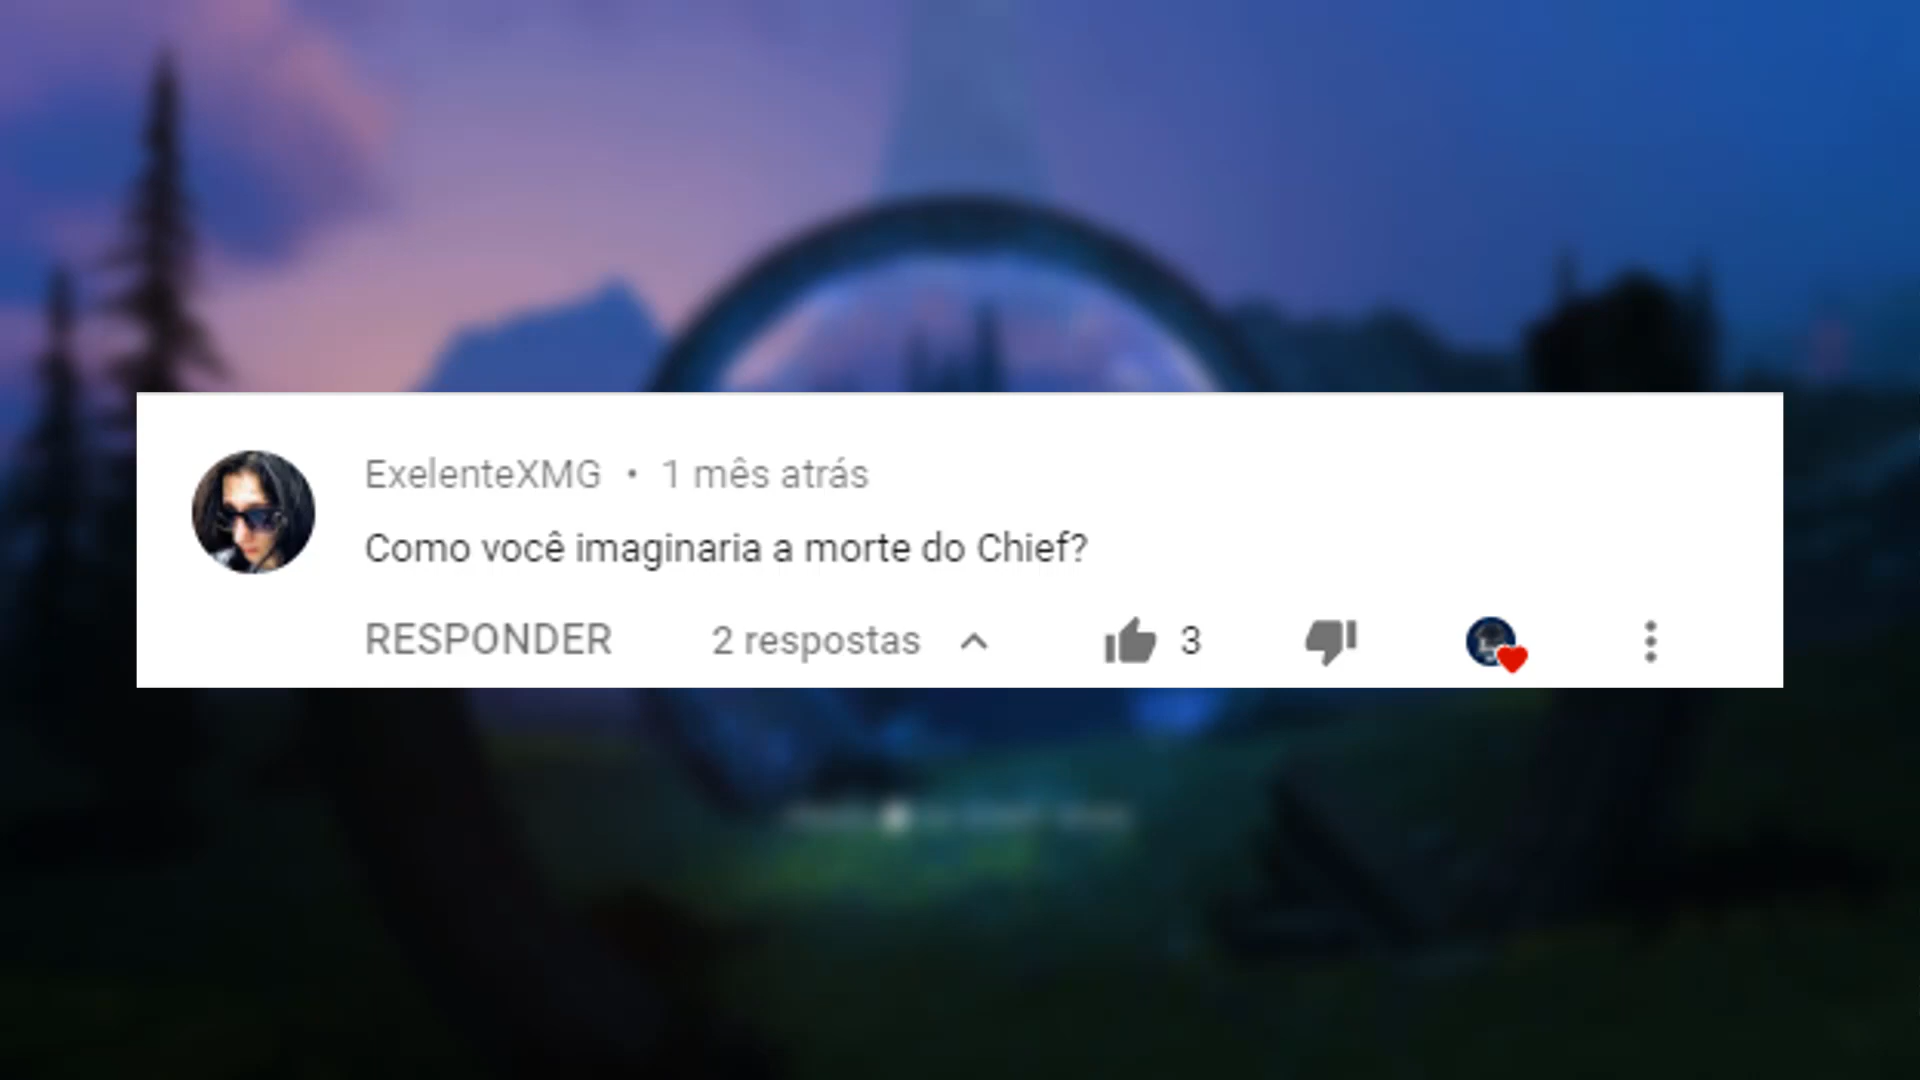 ExelenteXMG • 1 mês atrás
Como você imaginaria a morte do Chief?
RESPONDER 2 respostas 3